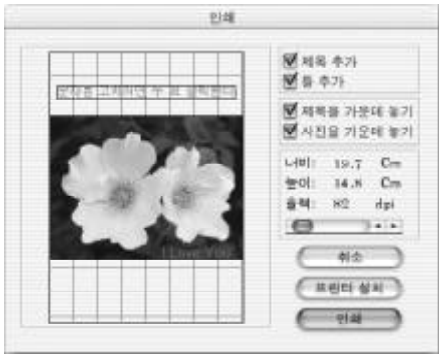 인쇄
제목 추가
틀 추가
제목을 가운데 놓기
사진을 가운데 놓기
너비: 19.7 Cm
높이: 14.8 Cm
82 dpi
I Love You
취소
프린터 설치
인쇄